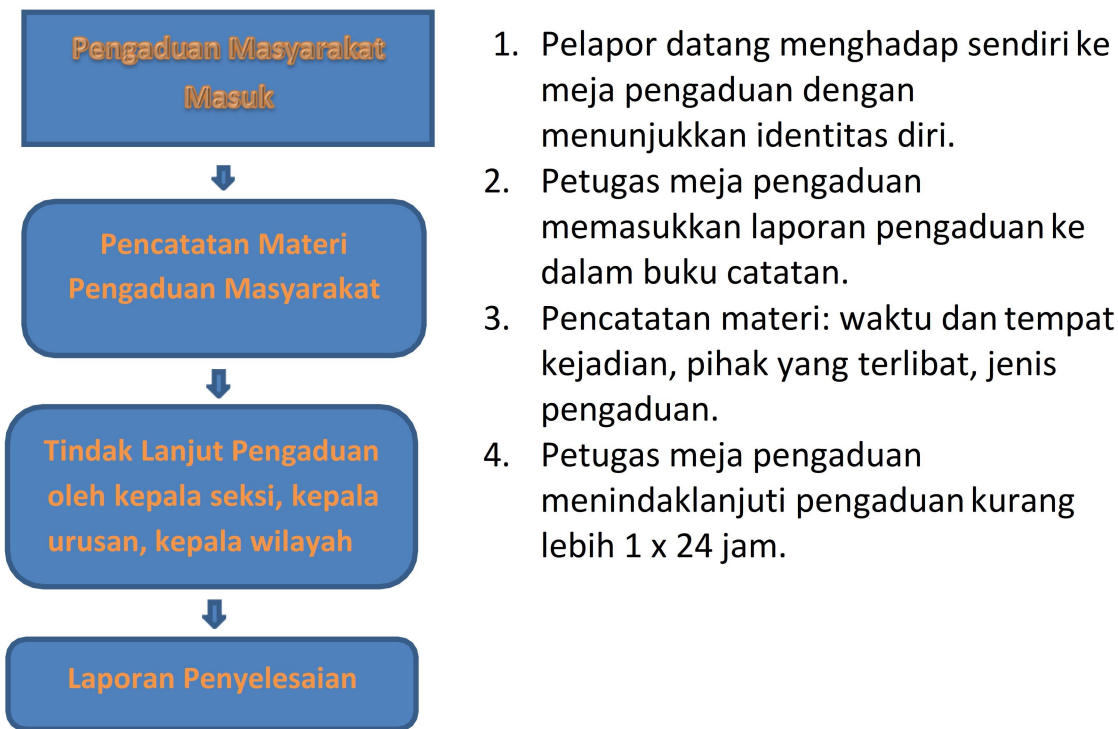 Pengaduan Masyarakat
Masuk
Pencatatan Materi
Pengaduan Masyarakat
Tindak Lanjut Pengaduan
oleh kepala seksi, kepala
urusan, kepala wilayah
Laporan Penyelesaian
1. Pelapor datang menghadap sendiri ke
meja pengaduan dengan
menunjukkan identitas diri.
2. Petugas meja pengaduan
memasukkan laporan pengaduan ke
dalam buku catatan.
3. Pencatatan materi: waktu dan tempat
kejadian, pihak yang terlibat, jenis
pengaduan.
4. Petugas meja pengaduan
menindaklanjuti pengaduan kurang
lebih 1 x 24 jam.